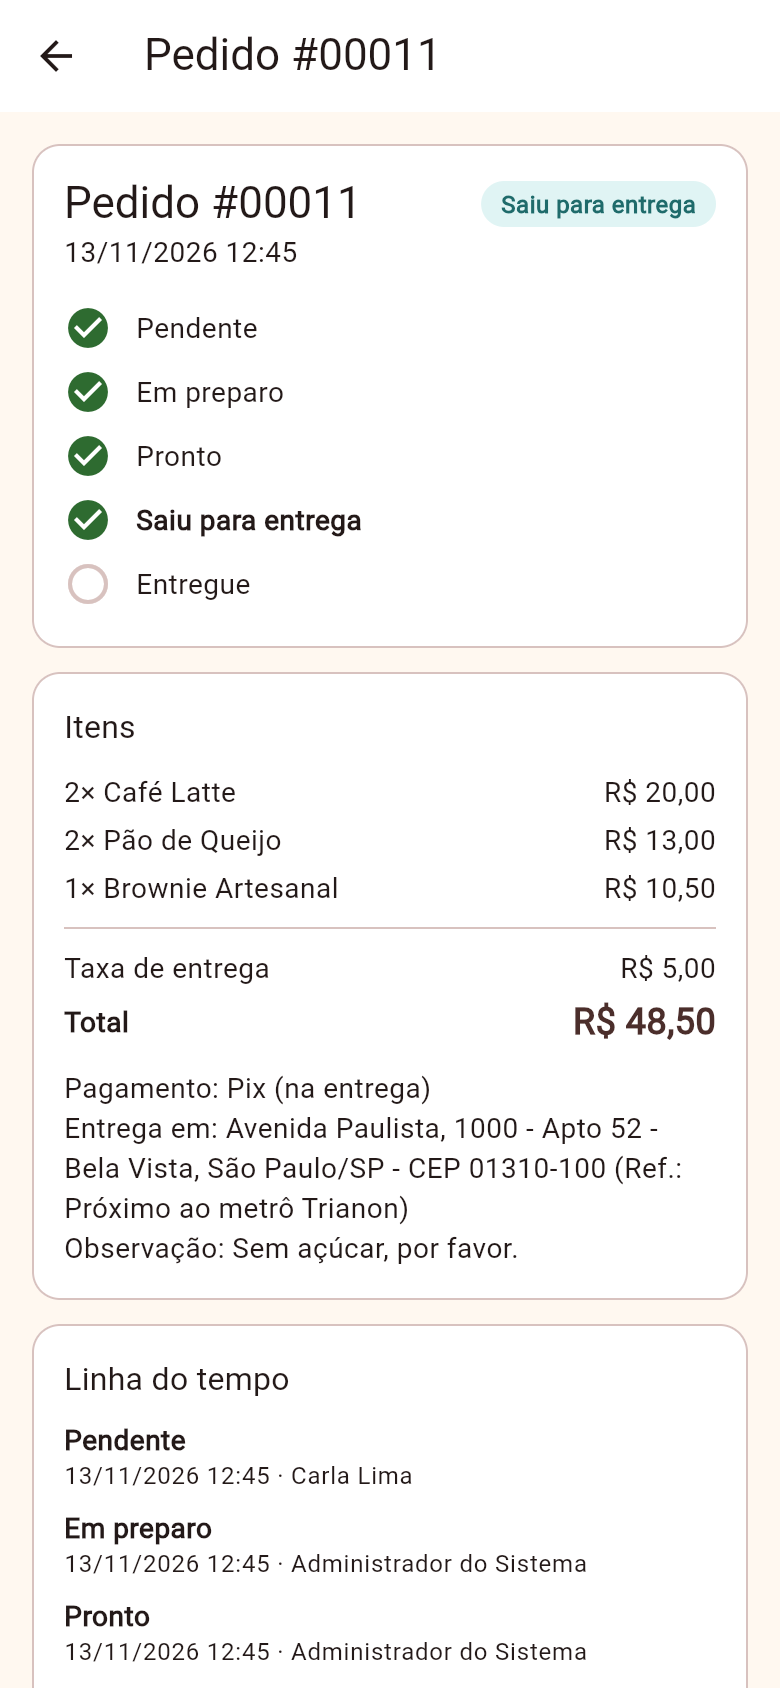 Pedido #00011
Pedido #00011
Saiu para entrega
13/11/2026 12:45
Pendente
Em preparo
Pronto
Saiu para entrega
Entregue
Itens
2× Café Latte R$ 20,00
2× Pão de Queijo R$ 13,00
1× Brownie Artesanal R$ 10,50
Taxa de entrega R$ 5,00
Total R$ 48,50
Pagamento: Pix (na entrega)
Entrega em: Avenida Paulista, 1000 - Apto 52 -
Bela Vista, São Paulo/SP - CEP 01310-100 (Ref.:
Próximo ao metrô Trianon)
Observação: Sem açúcar, por favor.
Linha do tempo
Pendente
13/11/2026 12:45 · Carla Lima
Em preparo
13/11/2026 12:45 · Administrador do Sistema
Pronto
13/11/2026 12:45 · Administrador do Sistema